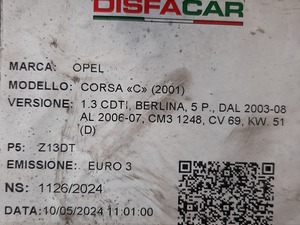 DISFACAR
MARCA: OPEL
MODELLO: CORSA «C» (2001)
VERSIONE: 1.3 CDTI, BERLINA, 5 P., DAL 2003-08
AL 2006-07, CM3 1248, CV 69, KW. 51
(D)
P5: Z13DT
EMISSIONE: EURO 3
NS: 1126/2024
DATA: 10/05/2024 11:01:00